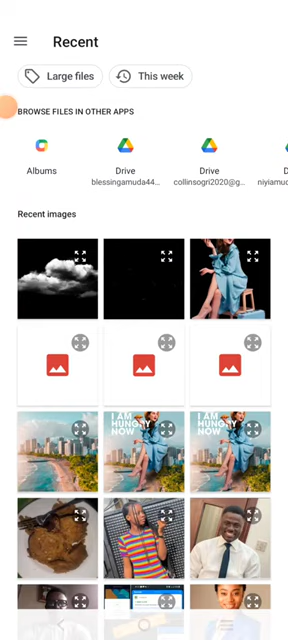 Recent
Large files
This week
BROWSE FILES IN OTHER APPS
Albums
Drive
blessingamuda44...
Drive
collinsogri2020@g...
D
niyiamud
Recent images
I AM
HUNGRY
NOW
I AM
HUNGRY
NOW